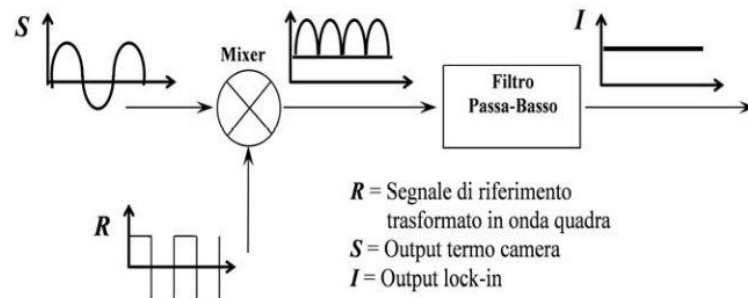 S
Mixer
I
Filtro
Passa-Basso
R
R = Segnale di riferimento
trasformato in onda quadra
S = Output termo camera
I = Output lock-in